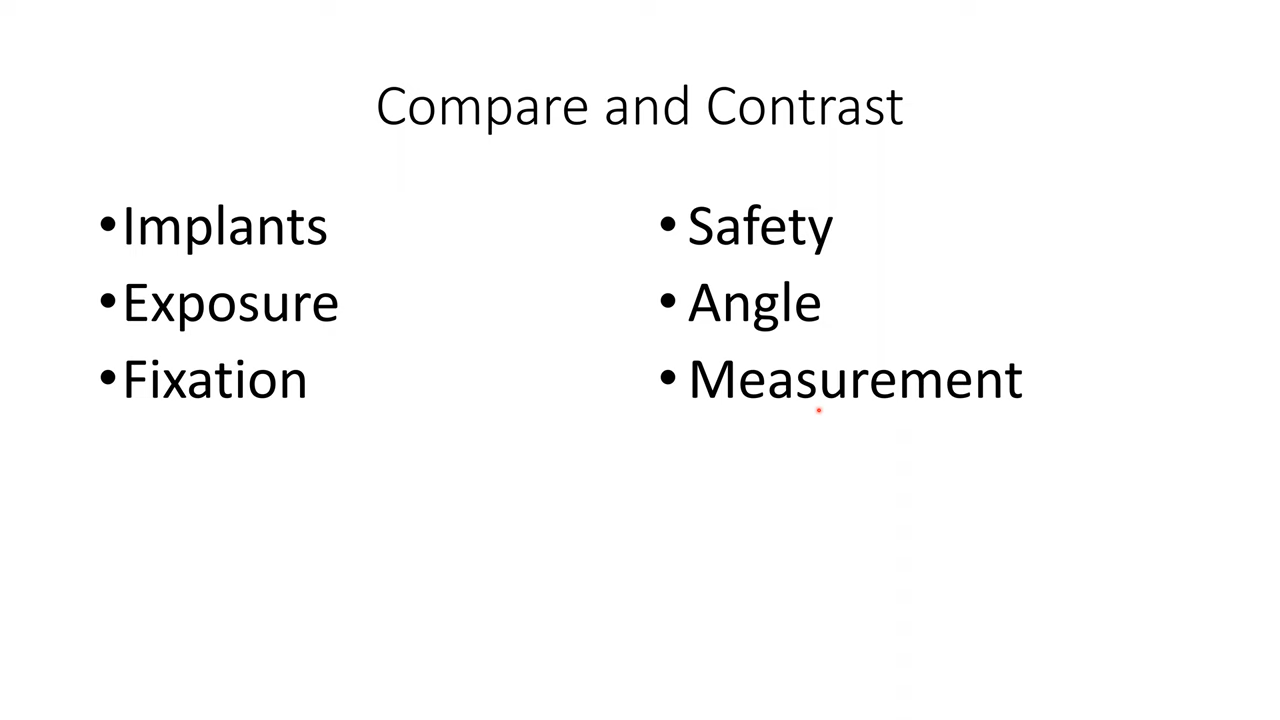 Compare and Contrast
•Implants
•Exposure
•Fixation
• Safety
• Angle
• Measurement